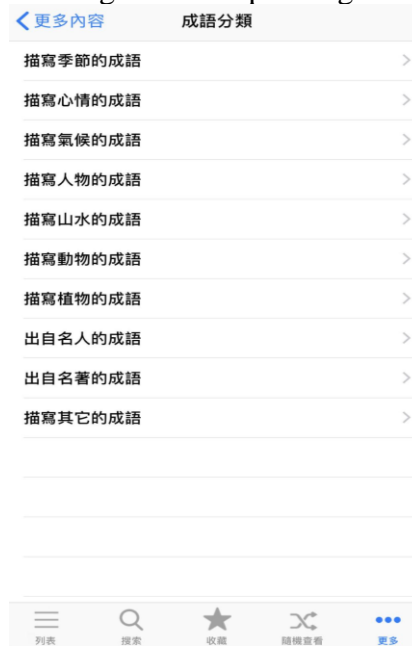 更多內容 成語分類
描寫季節的成語
描寫心情的成語
描寫氣候的成語
描寫人物的成語
描寫山水的成語
描寫動物的成語
描寫植物的成語
出自名人的成語
出自名著的成語
描寫其它的成語
列表 搜索 收藏 隨機查看 更多